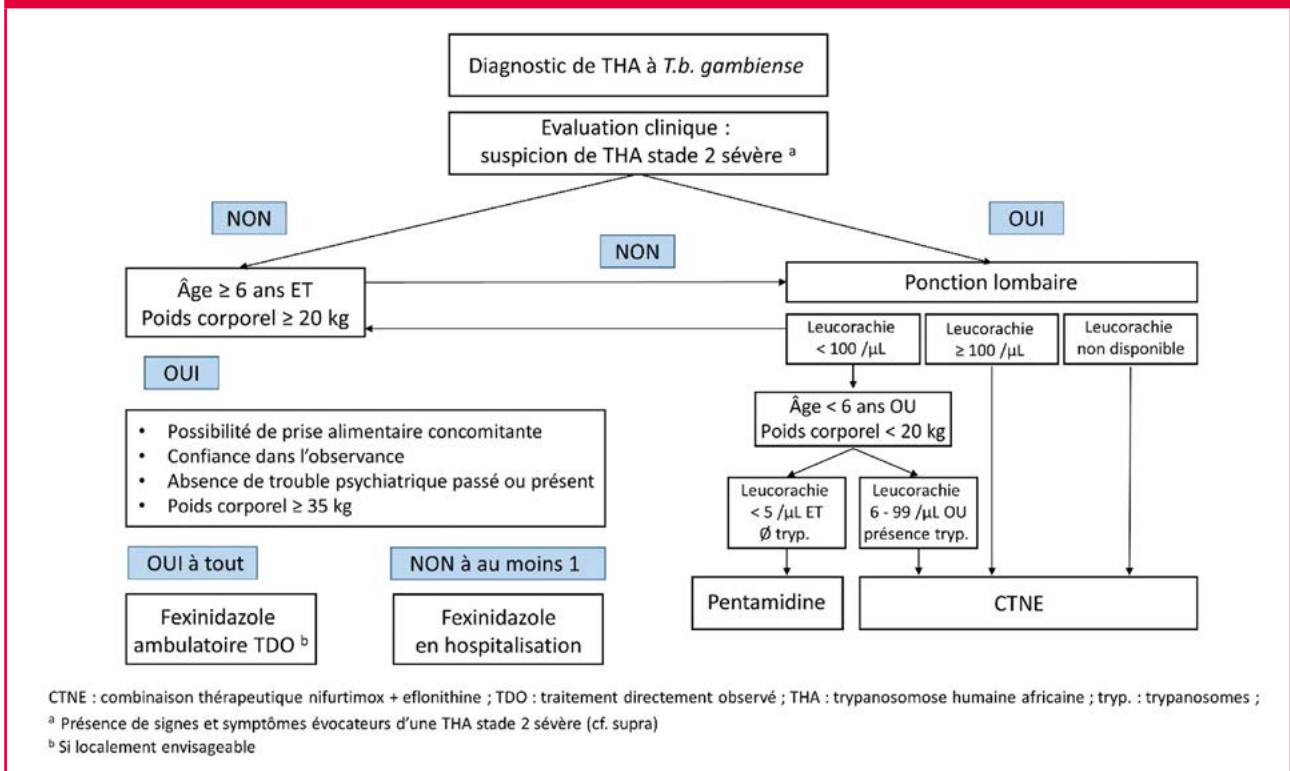 Diagnostic de THA à T.b. gambiense
Evaluation clinique :
suspicion de THA stade 2 sévère a
NON
OUI
NON
Âge ≥ 6 ans ET
Poids corporel ≥ 20 kg
Ponction lombaire
Leucorachie
< 100 /µL
Leucorachie
≥ 100 /µL
Leucorachie
non disponible
OUI
Âge < 6 ans OU
Poids corporel < 20 kg
• Possibilité de prise alimentaire concomitante
• Confiance dans l'observance
• Absence de trouble psychiatrique passé ou présent
• Poids corporel ≥ 35 kg
Leucorachie
< 5 /µL ET
Ø tryp.
Leucorachie
6 - 99 /µL OU
présence tryp.
OUI à tout
NON à au moins 1
Fexinidazole
ambulatoire TDO b
Fexinidazole
en hospitalisation
Pentamidine
CTNE
CTNE : combinaison thérapeutique nifurtimox + eflonithine ; TDO : traitement directement observé ; THA : trypanosomose humaine africaine ; tryp. : trypanosomes ;
a Présence de signes et symptômes évocateurs d'une THA stade 2 sévère (cf. supra)
b Si localement envisageable